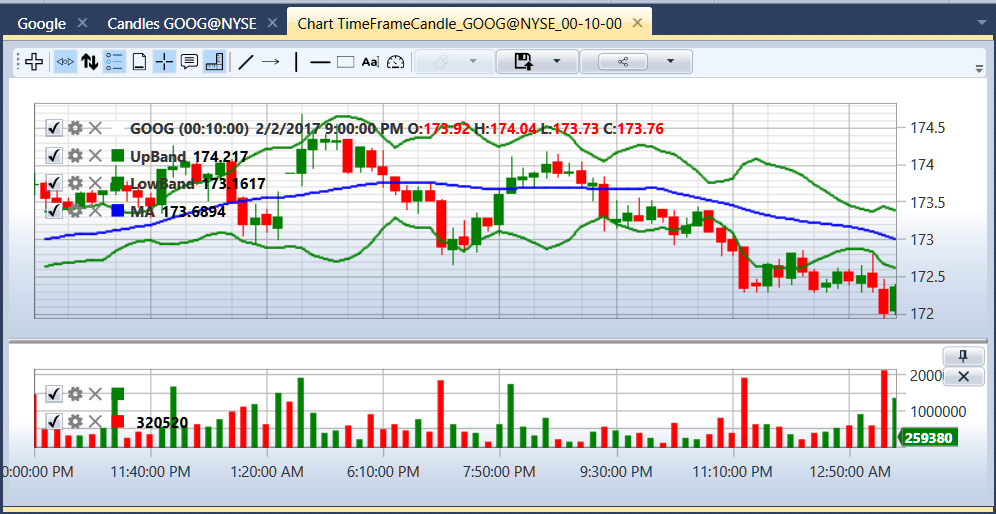 Google Candles GOOG@NYSE Chart TimeFrameCandle_GOOG@NYSE_00-10-00
Aa
GOOG (00:10:00) 2/2/2017 9:00:00 PM O:173.92 H:174.04 L:173.73 C:173.76
UpBand 174.217
LowBand 173.1617
MA 173.6894
174.5
174
173.5
173
172.5
172
2000
1000000
320520
259380
0:00:00 PM 11:40:00 PM 1:20:00 AM 6:10:00 PM 7:50:00 PM 9:30:00 PM 11:10:00 PM 12:50:00 AM